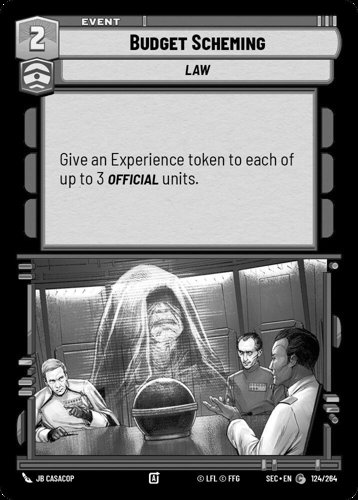 EVENT
2
BUDGET SCHEMING
LAW
Give an Experience token to each of
up to 3 OFFICIAL units.
JB CASACOP
© LFL © FFG
SEC • EN C 124/264